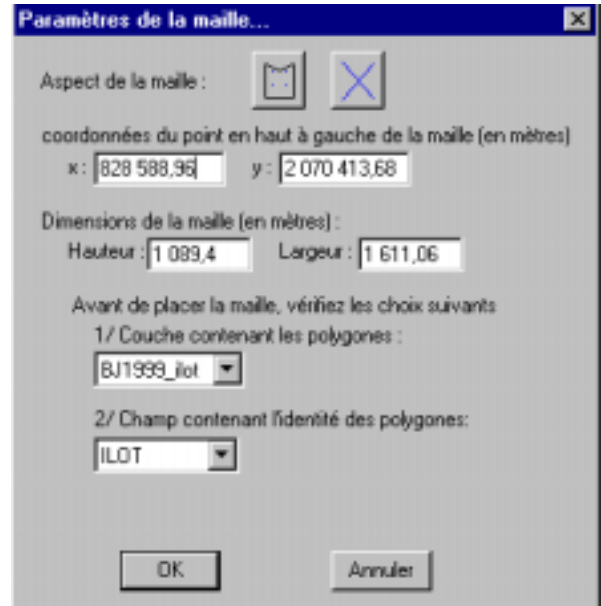 Paramètres de la maille...
Aspect de la maille :
coordonnées du point en haut à gauche de la maille (en mètres)
x : 828 588,96 y : 2 070 413,68
Dimensions de la maille (en mètres) :
Hauteur : 1 089,4 Largeur : 1 611,06
Avant de placer la maille, vérifiez les choix suivants
1/ Couche contenant les polygones :
BJ1999_ilot
2/ Champ contenant l'identité des polygones:
ILOT
OK Annuler